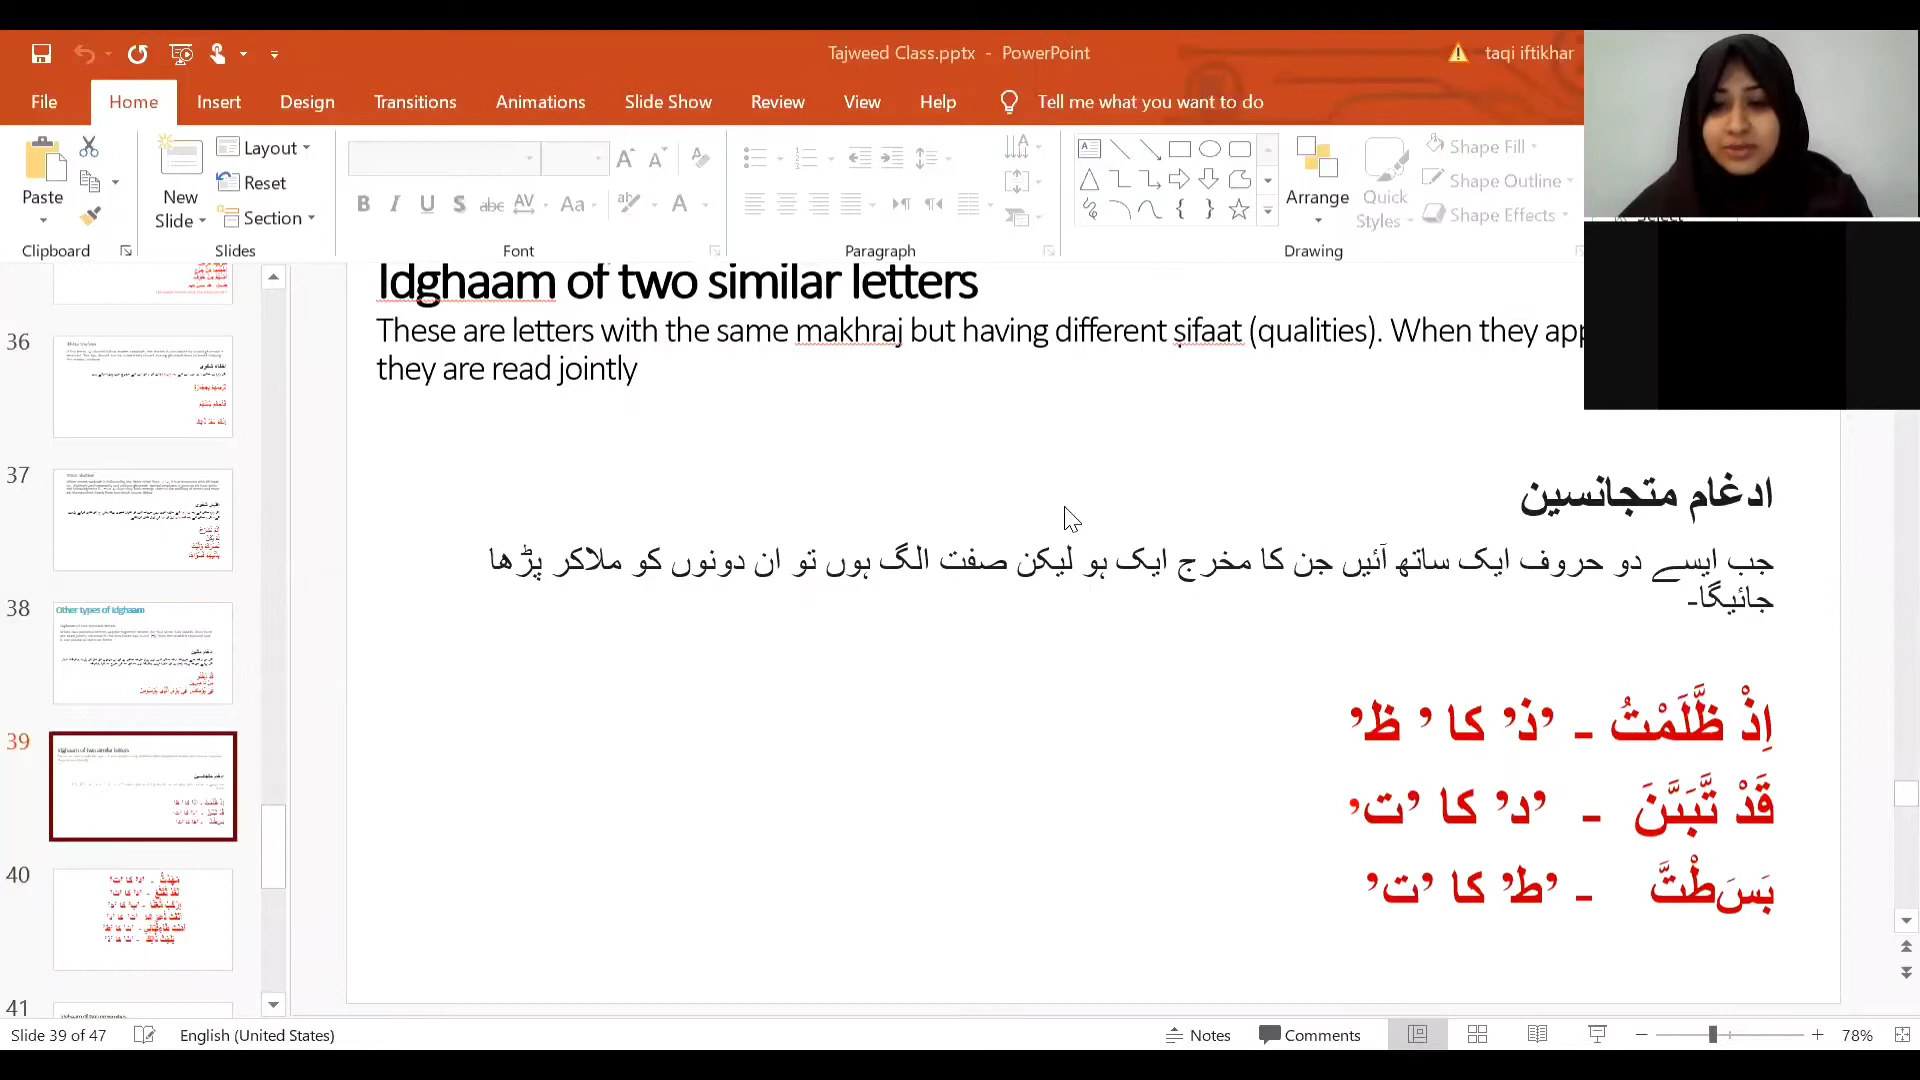 Tajweed Class.pptx - PowerPoint
taqi iftikhar
File Home Insert Design Transitions Animations Slide Show Review View Help Tell me what you want to do
Paste
New Slide
Layout
Reset
Section
Arrange
Quick Styles
Shape Fill
Shape Outline
Shape Effects
Select
Clipboard Slides Font Paragraph Drawing
Idghaam of two similar letters
These are letters with the same makhraj but having different sifaat (qualities). When they app
they are read jointly
ادغام متجانسین
جب ایسے دو حروف ایک ساتھ آئیں جن کا مخرج ایک ہو لیکن صفت الگ ہوں تو ان دونوں کو ملاکر پڑھا
جائیگا-
اِذْ ظَّلَمْتُ - ’ذ’ کا ’ ظ’
قَدْ تَّبَيَّنَ - ’د’ کا ’ت’
بَسَطْتَّ - ’ط’ کا ’ت’
36
37
38
Other types of Idghaam
39
Idghaam of two similar letters
40
41
Slide 39 of 47 English (United States) Notes Comments 78%